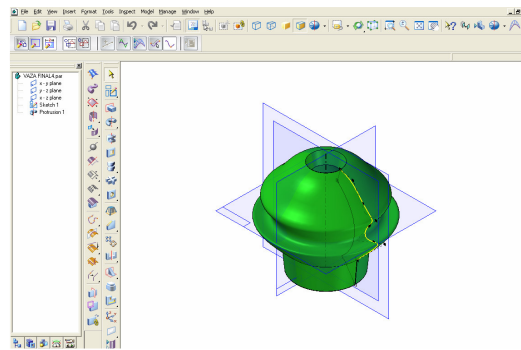 File Edit View Insert Format Tools Inspect Model Manage Window Help
VAZA FINAL4.par
x - y plane
y - z plane
x - z plane
Sketch 1
Protrusion 1